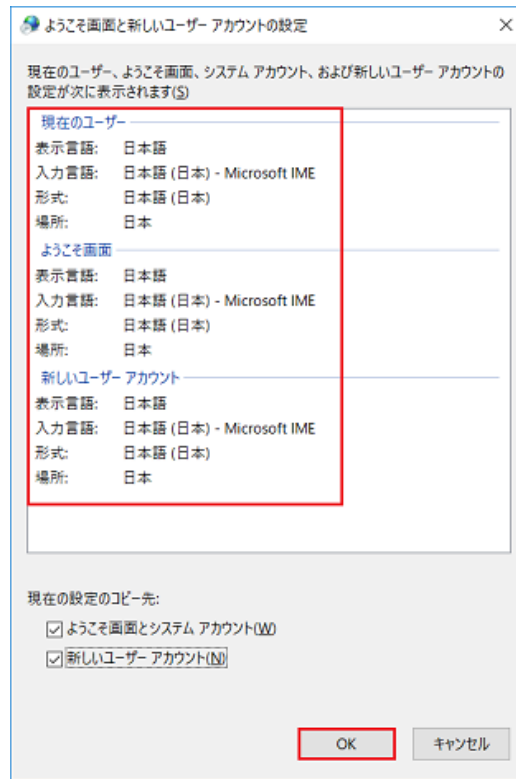 ようこそ画面と新しいユーザー アカウントの設定
現在のユーザー、ようこそ画面、システム アカウント、および新しいユーザー アカウントの
設定が次に表示されます(S)
現在のユーザー
表示言語: 日本語
入力言語: 日本語 (日本) - Microsoft IME
形式: 日本語 (日本)
場所: 日本
ようこそ画面
表示言語: 日本語
入力言語: 日本語 (日本) - Microsoft IME
形式: 日本語 (日本)
場所: 日本
新しいユーザー アカウント
表示言語: 日本語
入力言語: 日本語 (日本) - Microsoft IME
形式: 日本語 (日本)
場所: 日本
現在の設定のコピー先:
ようこそ画面とシステム アカウント(W)
新しいユーザー アカウント(N)
OK キャンセル